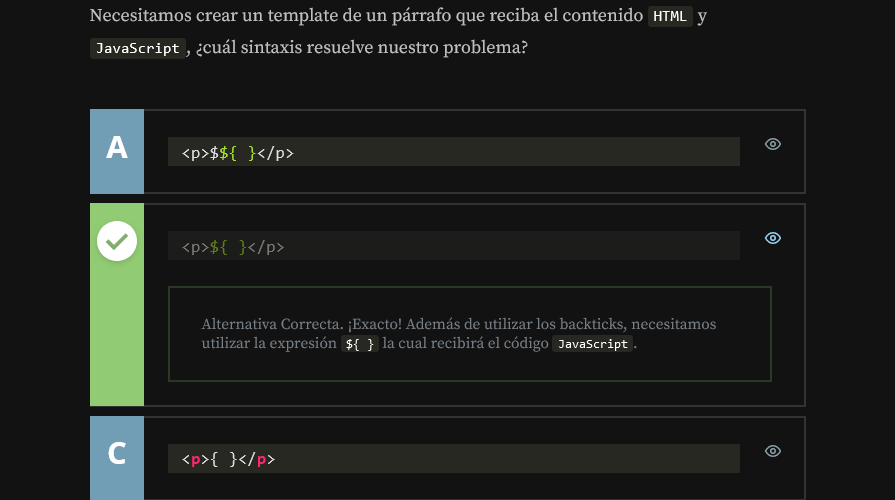 Necesitamos crear un template de un párrafo que reciba el contenido HTML y
JavaScript, ¿cuál sintaxis resuelve nuestro problema?
A
<p>$${ }</p>
<p>${ }</p>
Alternativa Correcta. ¡Exacto! Además de utilizar los backticks, necesitamos
utilizar la expresión ${ } la cual recibirá el código JavaScript.
C
<p>{ }</p>